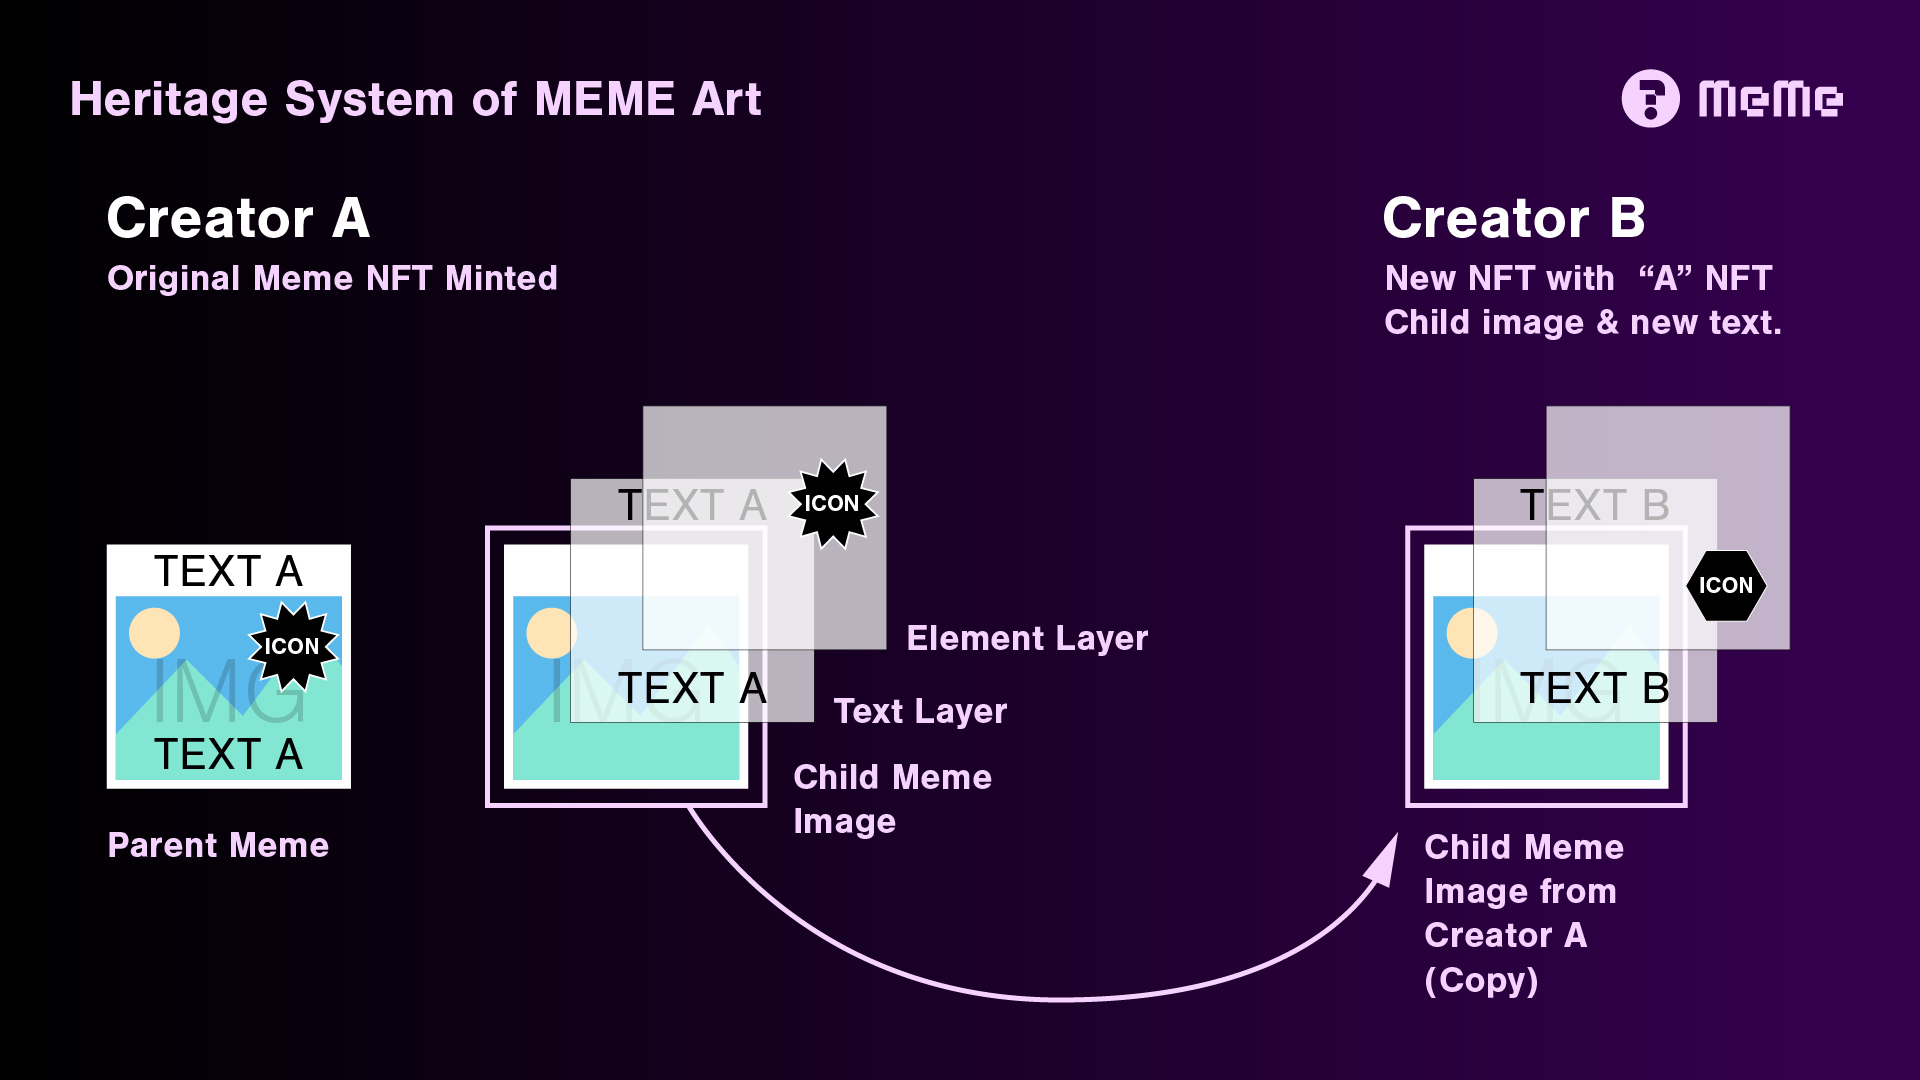 Heritage System of MEME Art
MeMe
Creator A
Original Meme NFT Minted
Creator B
New NFT with “A” NFT
Child image & new text.
TEXT A
ICON
IMG
TEXT A
Parent Meme
TEXT A
ICON
IMG
TEXT A
Element Layer
Text Layer
Child Meme
Image
TEXT B
ICON
IMG
TEXT B
Child Meme
Image from
Creator A
(Copy)